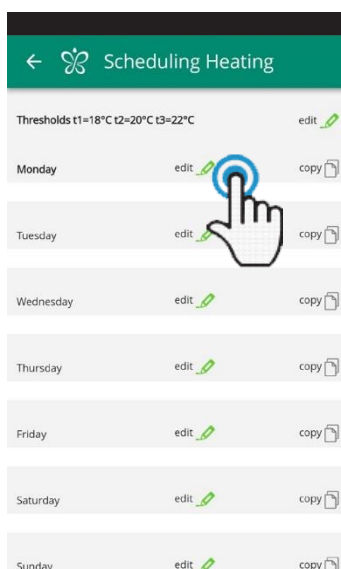 Scheduling Heating
Thresholds t1=18°C t2=20°C t3=22°C edit
Monday edit copy
Tuesday edit copy
Wednesday edit copy
Thursday edit copy
Friday edit copy
Saturday edit copy
Sunday edit copy